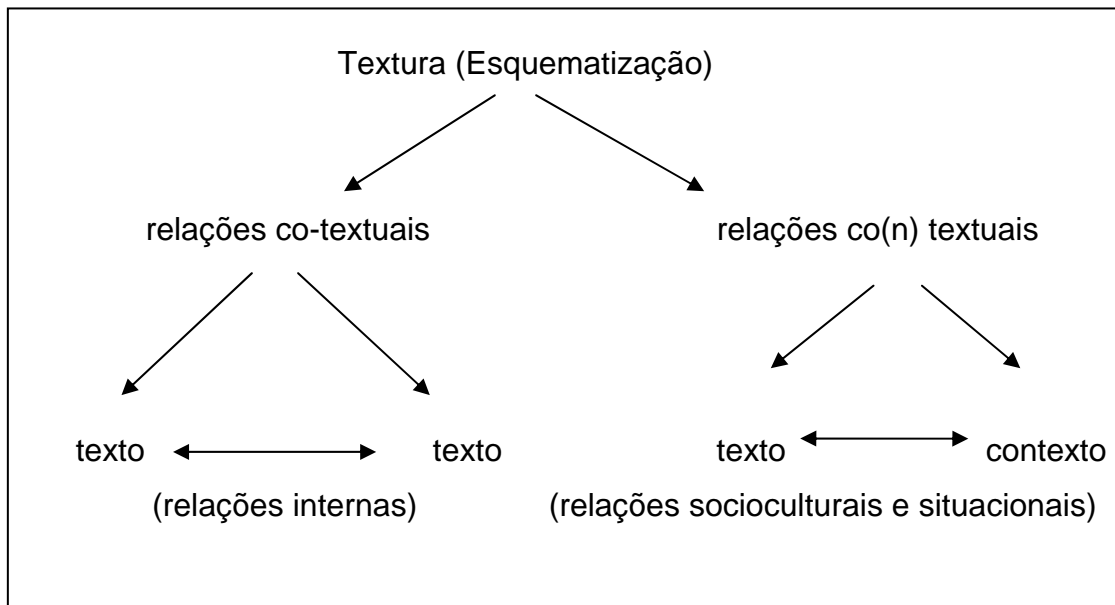 Textura (Esquematização)
relações co-textuais
relações co(n) textuais
texto
texto
texto
contexto
(relações internas)
(relações socioculturais e situacionais)